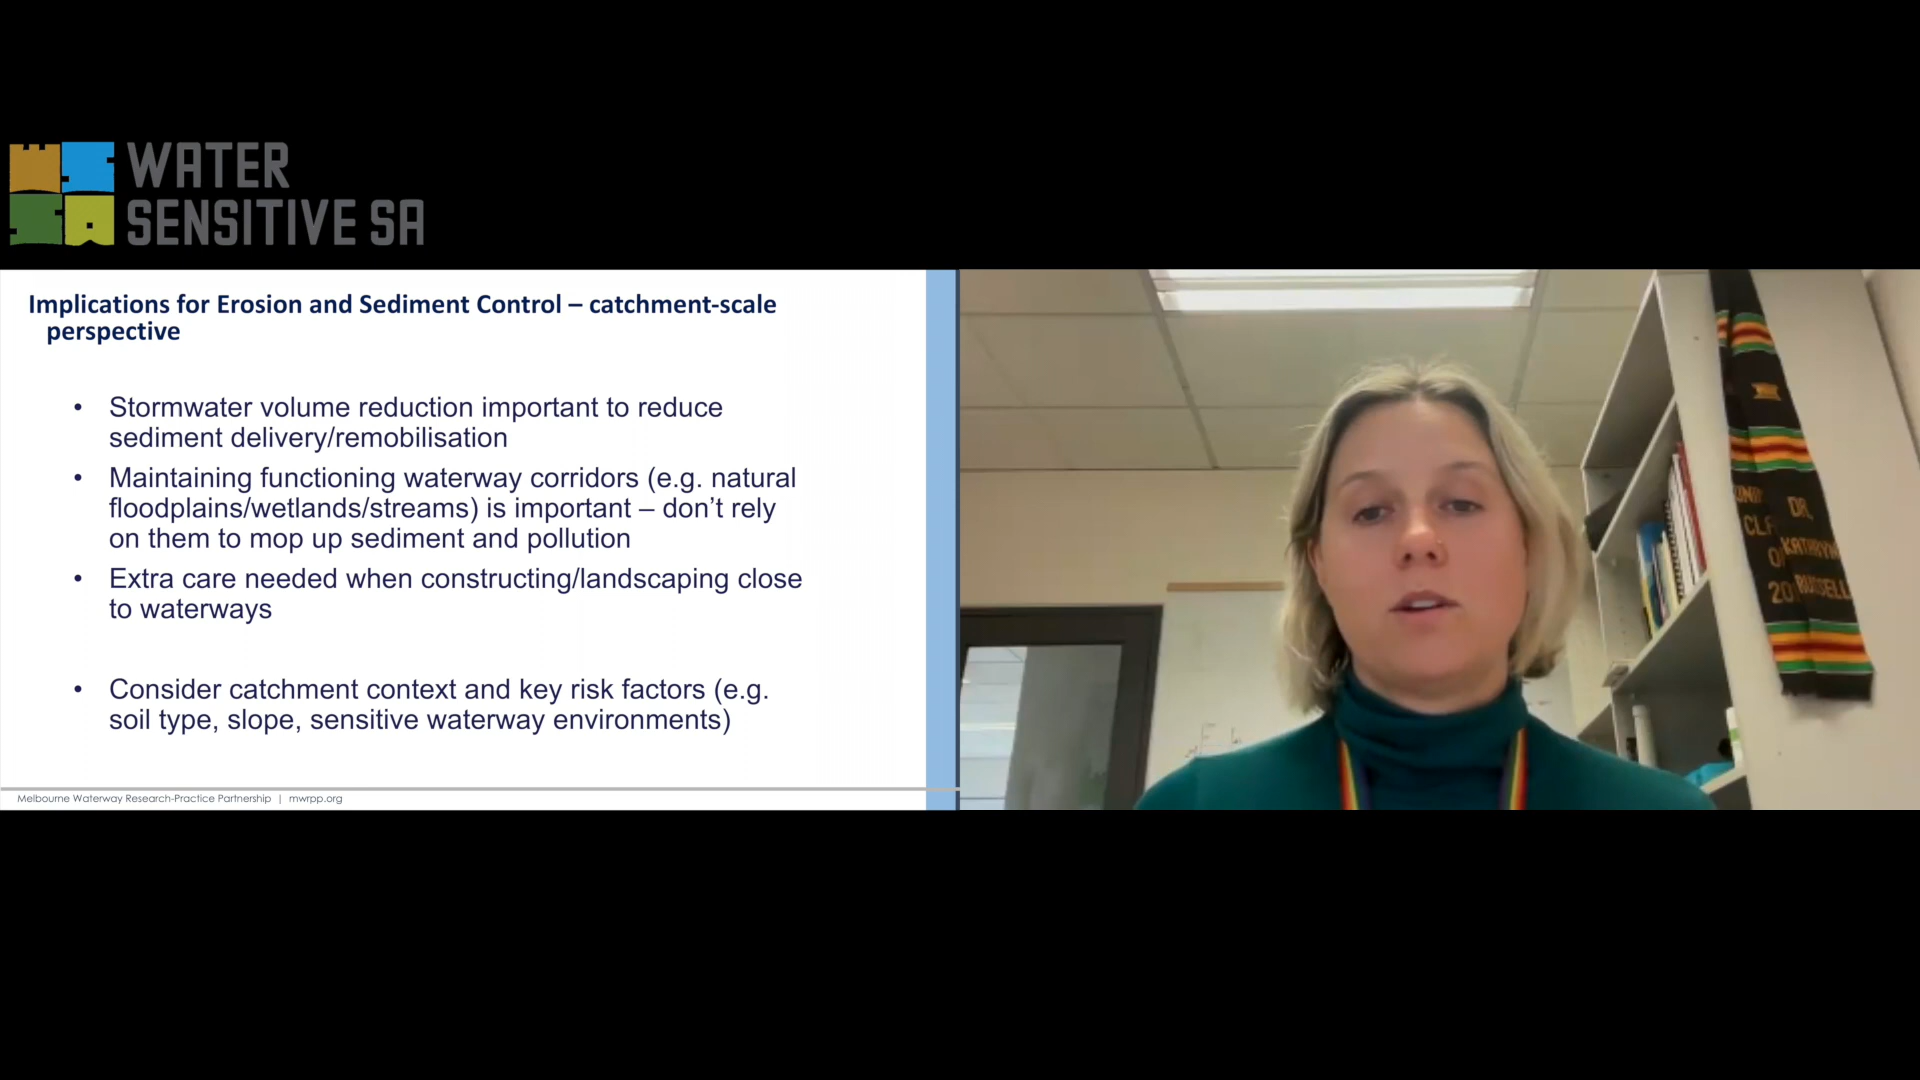 WATER
SENSITIVE SA
Implications for Erosion and Sediment Control – catchment-scale
perspective
• Stormwater volume reduction important to reduce
sediment delivery/remobilisation
• Maintaining functioning waterway corridors (e.g. natural
floodplains/wetlands/streams) is important – don’t rely
on them to mop up sediment and pollution
• Extra care needed when constructing/landscaping close
to waterways
• Consider catchment context and key risk factors (e.g.
soil type, slope, sensitive waterway environments)
Melbourne Waterway Research-Practice Partnership | mwrpp.org
DR.
KATHRYN
RUSSELL